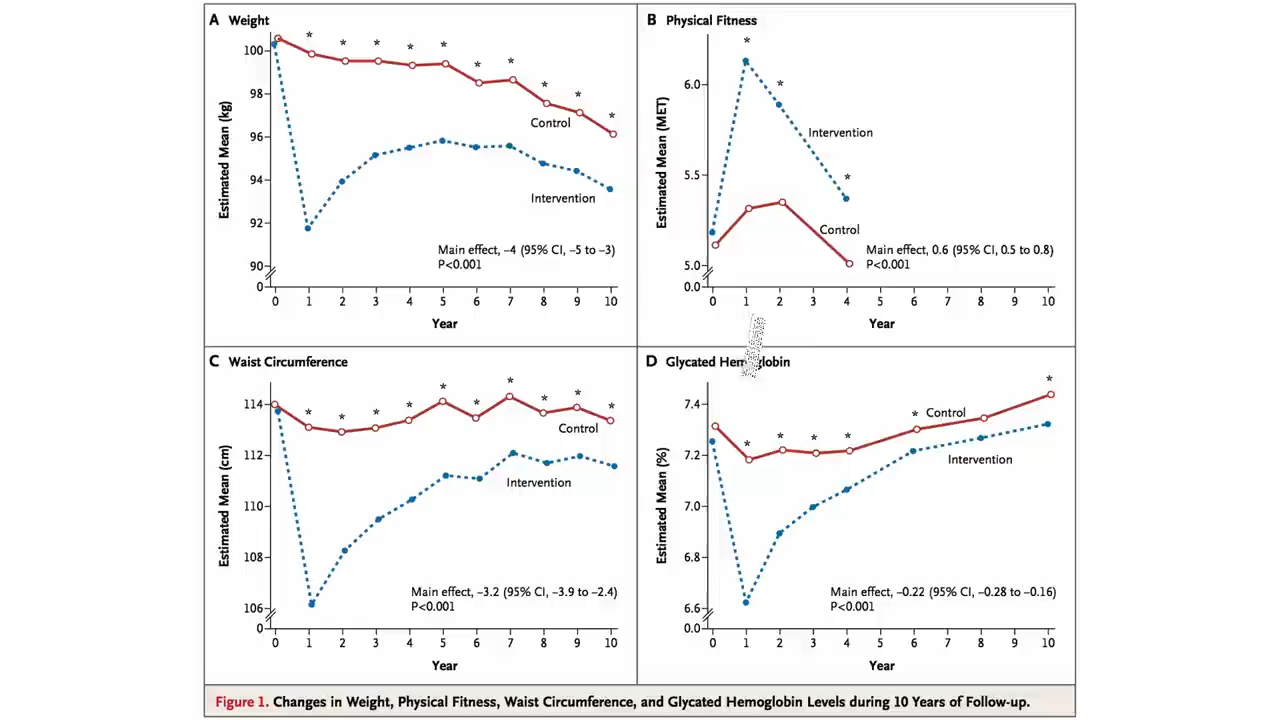 A Weight
100
98
96
94
92
90
0
Estimated Mean (kg)
* * * * * * * * * *
Control
Intervention
Main effect, –4 (95% CI, –5 to –3)
P<0.001
0 1 2 3 4 5 6 7 8 9 10
Year
B Physical Fitness
6.0
5.5
5.0
0.0
Estimated Mean (MET)
* * *
Intervention
Control
Main effect, 0.6 (95% CI, 0.5 to 0.8)
P<0.001
0 1 2 3 4 5 6 7 8 9 10
Year
C Waist Circumference
114
112
110
108
106
0
Estimated Mean (cm)
* * * * * * * * * *
Control
Intervention
Main effect, –3.2 (95% CI, –3.9 to –2.4)
P<0.001
0 1 2 3 4 5 6 7 8 9 10
Year
D Glycated
7.4
7.2
7.0
6.8
6.6
0.0
Estimated Mean (%)
* * * * * *
Control
Intervention
Main effect, –0.22 (95% CI, –0.28 to –0.16)
P<0.001
0 1 2 3 4 5 6 7 8 9 10
Year
Figure 1. Changes in Weight, Physical Fitness, Waist Circumference, and Glycated Hemoglobin Levels during 10 Years of Follow-up.